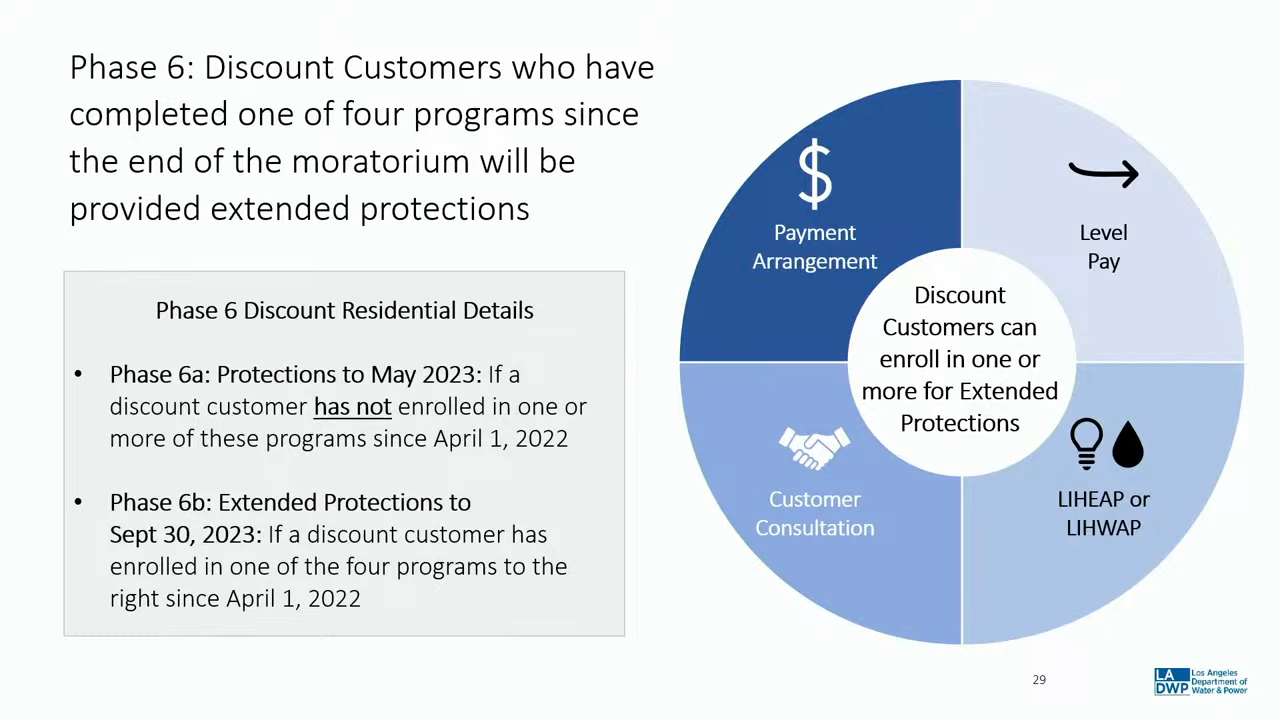 Phase 6: Discount Customers who have
completed one of four programs since
the end of the moratorium will be
provided extended protections
Phase 6 Discount Residential Details
• Phase 6a: Protections to May 2023: If a
discount customer has not enrolled in one or
more of these programs since April 1, 2022
• Phase 6b: Extended Protections to
Sept 30, 2023: If a discount customer has
enrolled in one of the four programs to the
right since April 1, 2022
$
Payment
Arrangement
Level
Pay
Discount
Customers can
enroll in one or
more for Extended
Protections
Customer
Consultation
LIHEAP or
LIHWAP
29
LA
DWP
Los Angeles
Department of
Water & Power